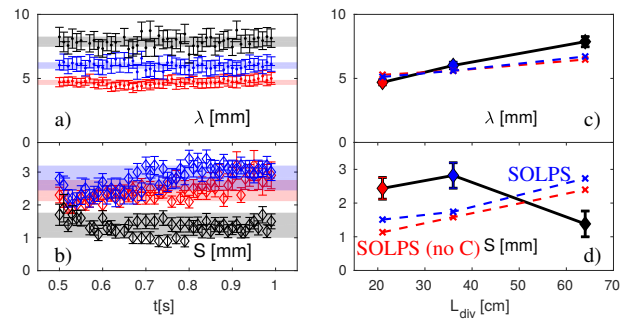 10
5
0
a)
λ [mm]
c)
λ [mm]
3
2
1
0
b)
S [mm]
0.5 0.6 0.7 0.8 0.9 1
t[s]
10
5
0
3
2
1
0
SOLPS
SOLPS (no C)
S [mm]
d)
20 30 40 50 60 70
L_div [cm]